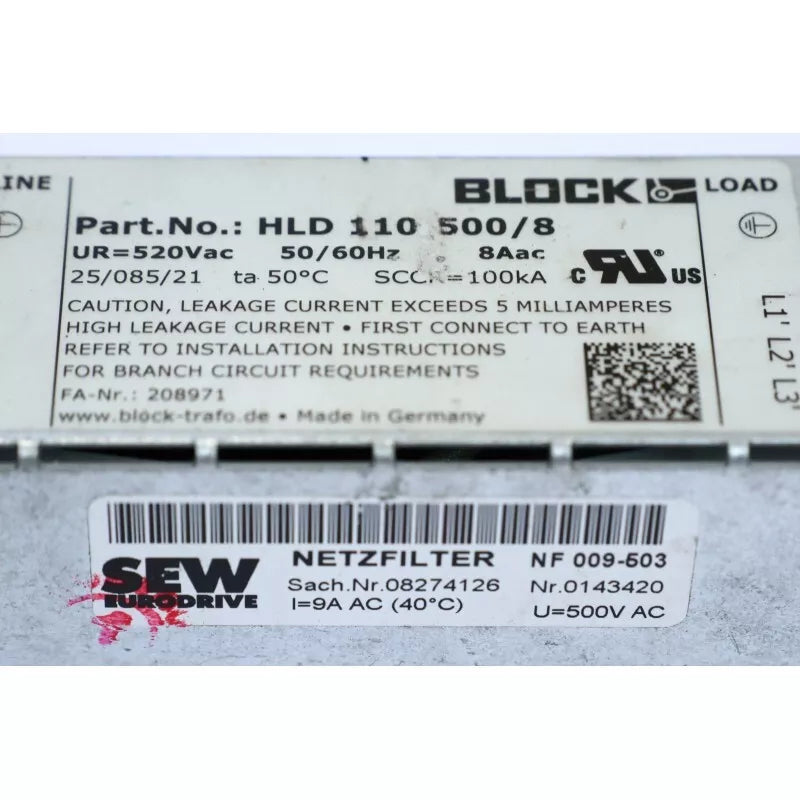 LINE
BLOCK
LOAD
Part.No.: HLD 110 500/8
UR=520Vac 50/60Hz 8Aac
25/085/21 ta 50°C SCCR=100kA
c RU US
CAUTION, LEAKAGE CURRENT EXCEEDS 5 MILLIAMPERES
HIGH LEAKAGE CURRENT • FIRST CONNECT TO EARTH
REFER TO INSTALLATION INSTRUCTIONS
FOR BRANCH CIRCUIT REQUIREMENTS
FA-Nr.: 208971
www.block-trafo.de • Made in Germany
L1' L2' L3'
SEW
EURODRIVE
NETZFILTER NF 009-503
Sach.Nr.08274126 Nr.0143420
I=9A AC (40°C) U=500V AC